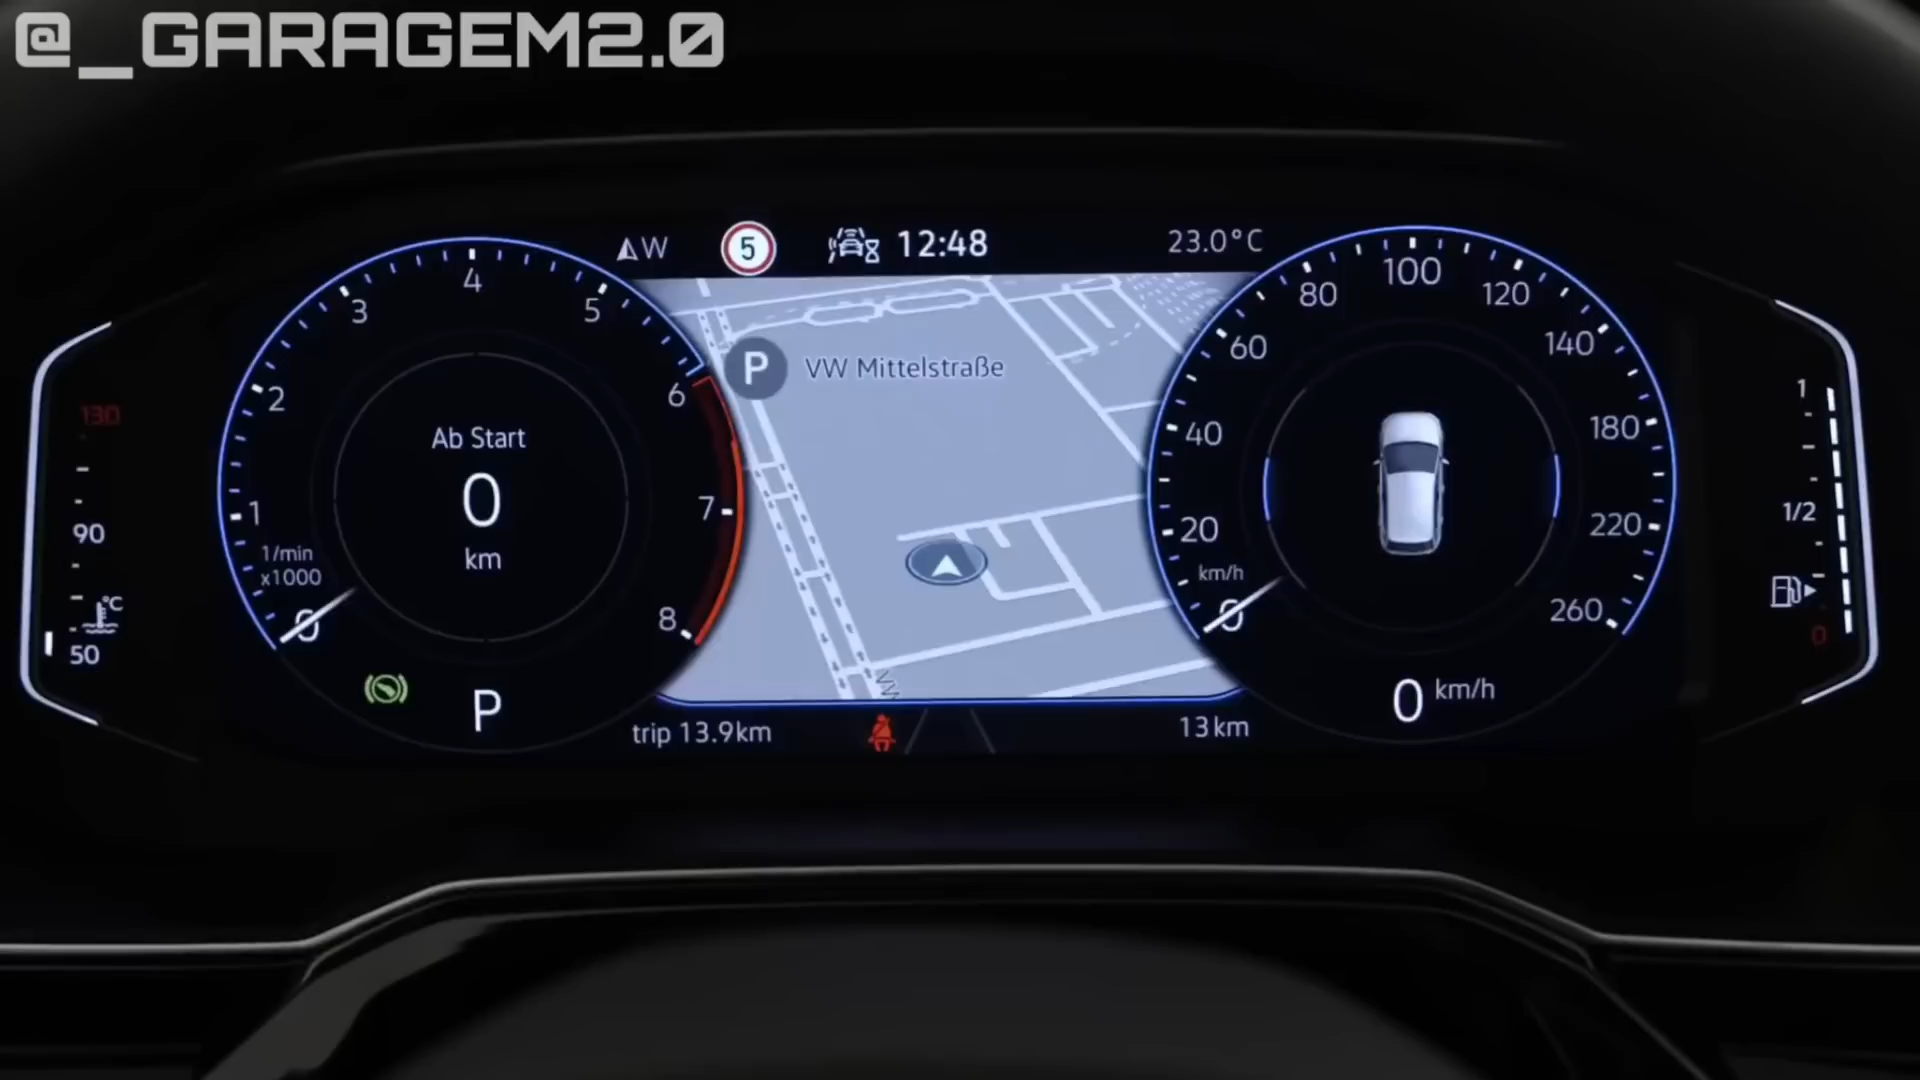 @_GARAGEM2.0
W
5
12:48
23.0°C
1
2
3
4
5
6
7
8
0
1/min
x1000
Ab Start
0
km
P
130
90
50
°C
P
VW Mittelstraße
VW
trip 13.9km
13km
0
20
40
60
80
100
120
140
180
220
260
km/h
0 km/h
1
1/2
0